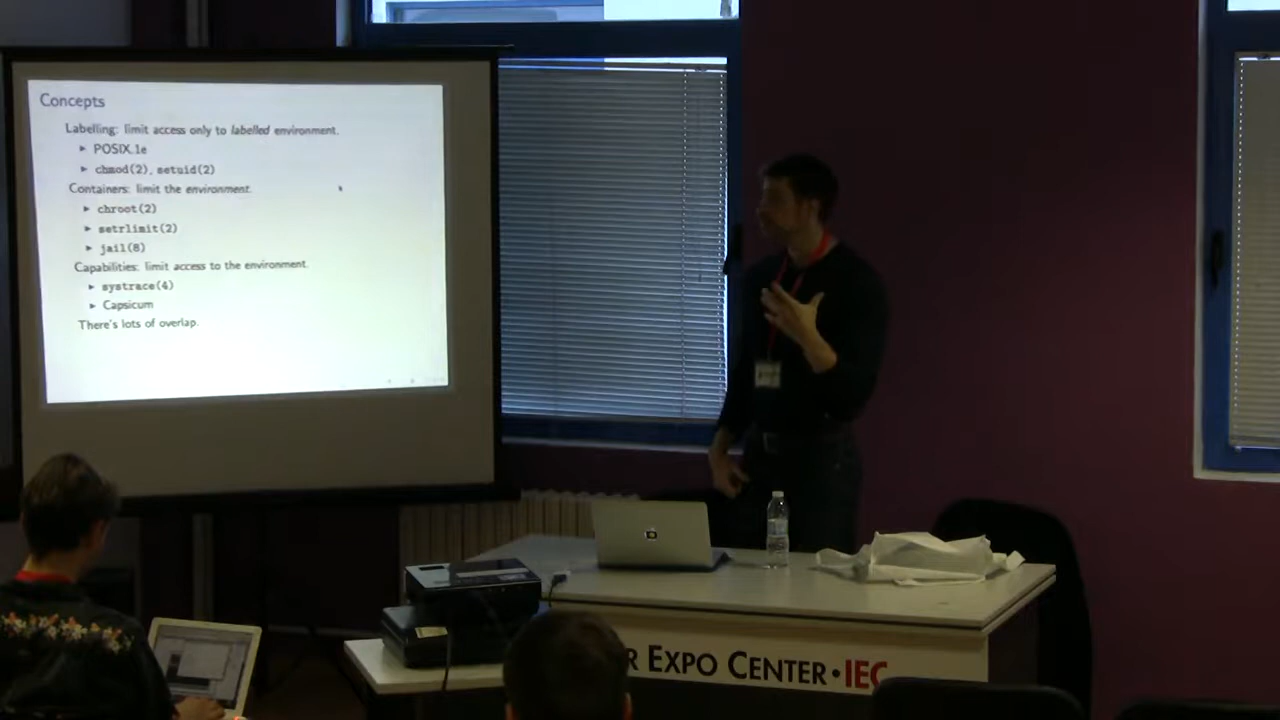 Concepts
Labelling: limit access only to labelled environment.
▸ POSIX.1e
▸ chmod(2), setuid(2)
Containers: limit the environment.
▸ chroot(2)
▸ setrlimit(2)
▸ jail(8)
Capabilities: limit access to the environment.
▸ systrace(4)
▸ Capsicum
There's lots of overlap.
R EXPO CENTER • IEC